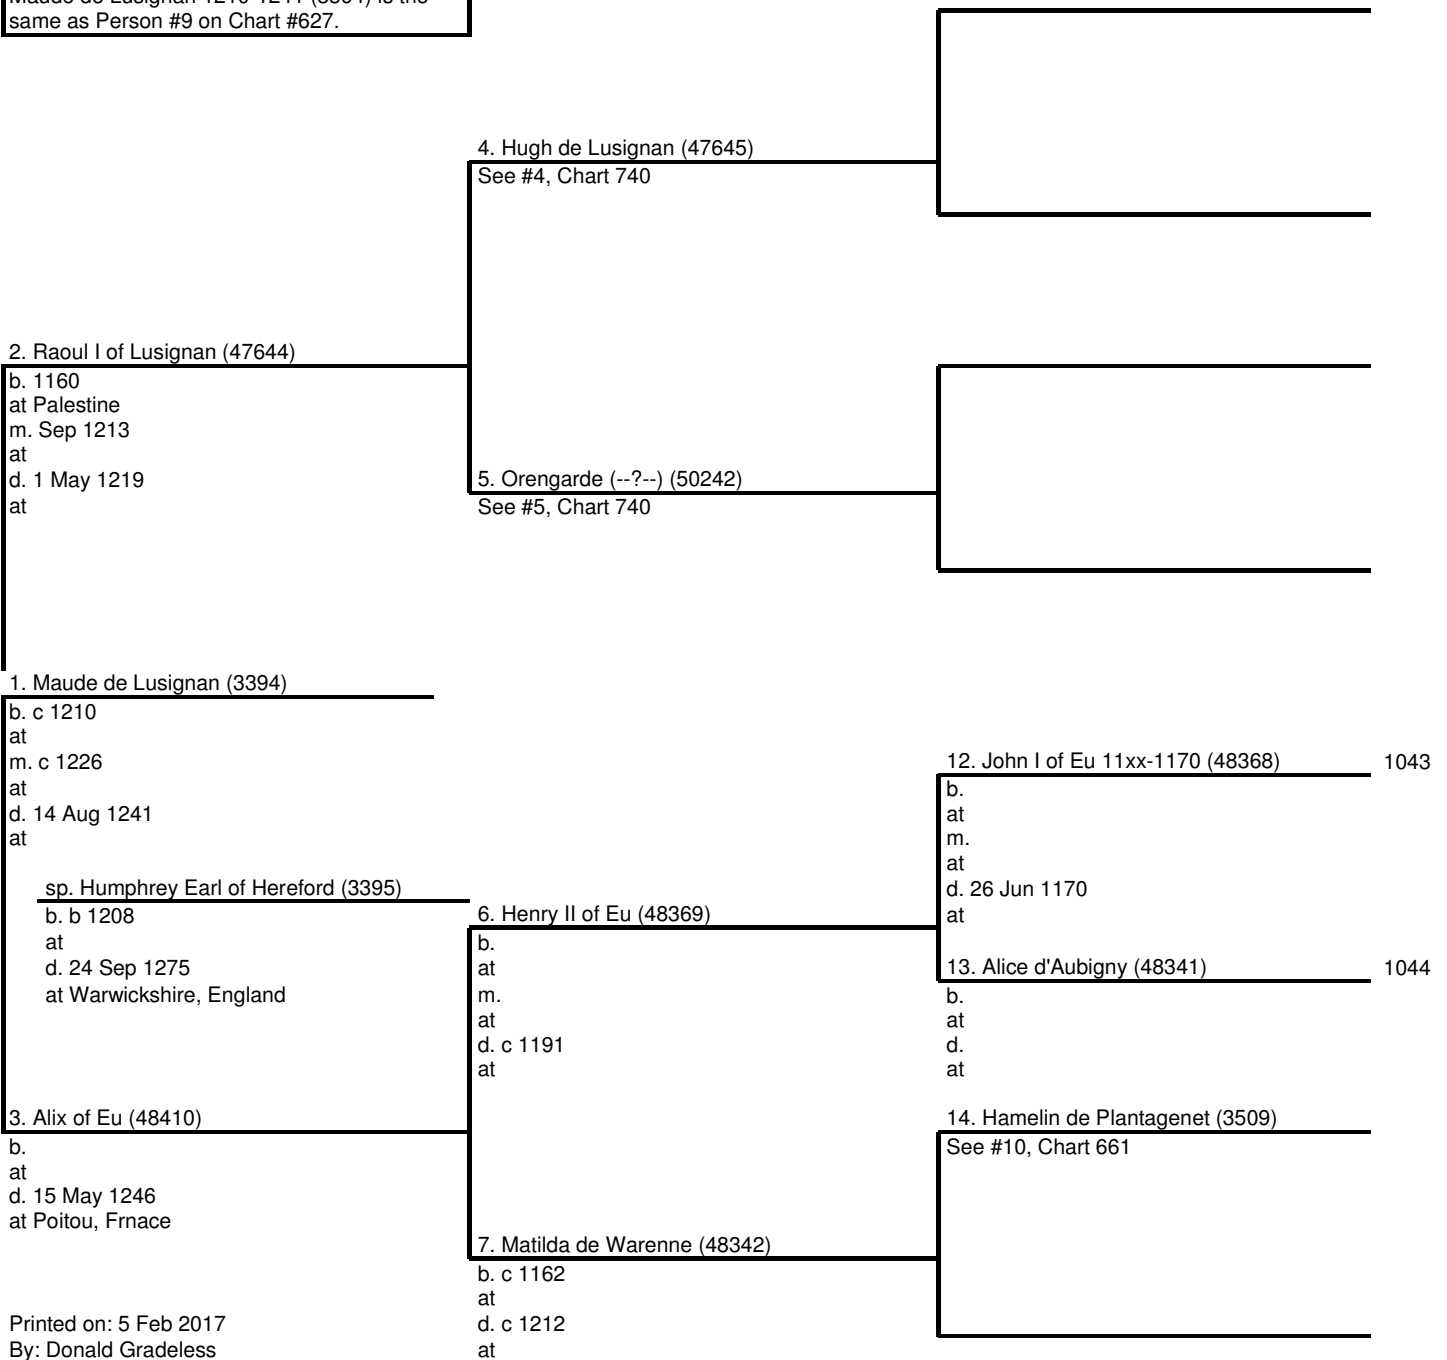 same as Person #9 on Chart #627.
4. Hugh de Lusignan (47645)
See #4, Chart 740
2. Raoul I of Lusignan (47644)
b. 1160
at Palestine
m. Sep 1213
at
d. 1 May 1219
at
5. Orengarde (--?--) (50242)
See #5, Chart 740
1. Maude de Lusignan (3394)
b. c 1210
at
m. c 1226
at
d. 14 Aug 1241
at
sp. Humphrey Earl of Hereford (3395)
b. b 1208
at
d. 24 Sep 1275
at Warwickshire, England
12. John I of Eu 11xx-1170 (48368) 1043
b.
at
m.
at
d. 26 Jun 1170
at
6. Henry II of Eu (48369)
b.
at
m.
at
d. c 1191
at
13. Alice d'Aubigny (48341) 1044
b.
at
d.
at
3. Alix of Eu (48410)
b.
at
d. 15 May 1246
at Poitou, Frnace
14. Hamelin de Plantagenet (3509)
See #10, Chart 661
7. Matilda de Warenne (48342)
b. c 1162
at
d. c 1212
at
Printed on: 5 Feb 2017
By: Donald Gradeless